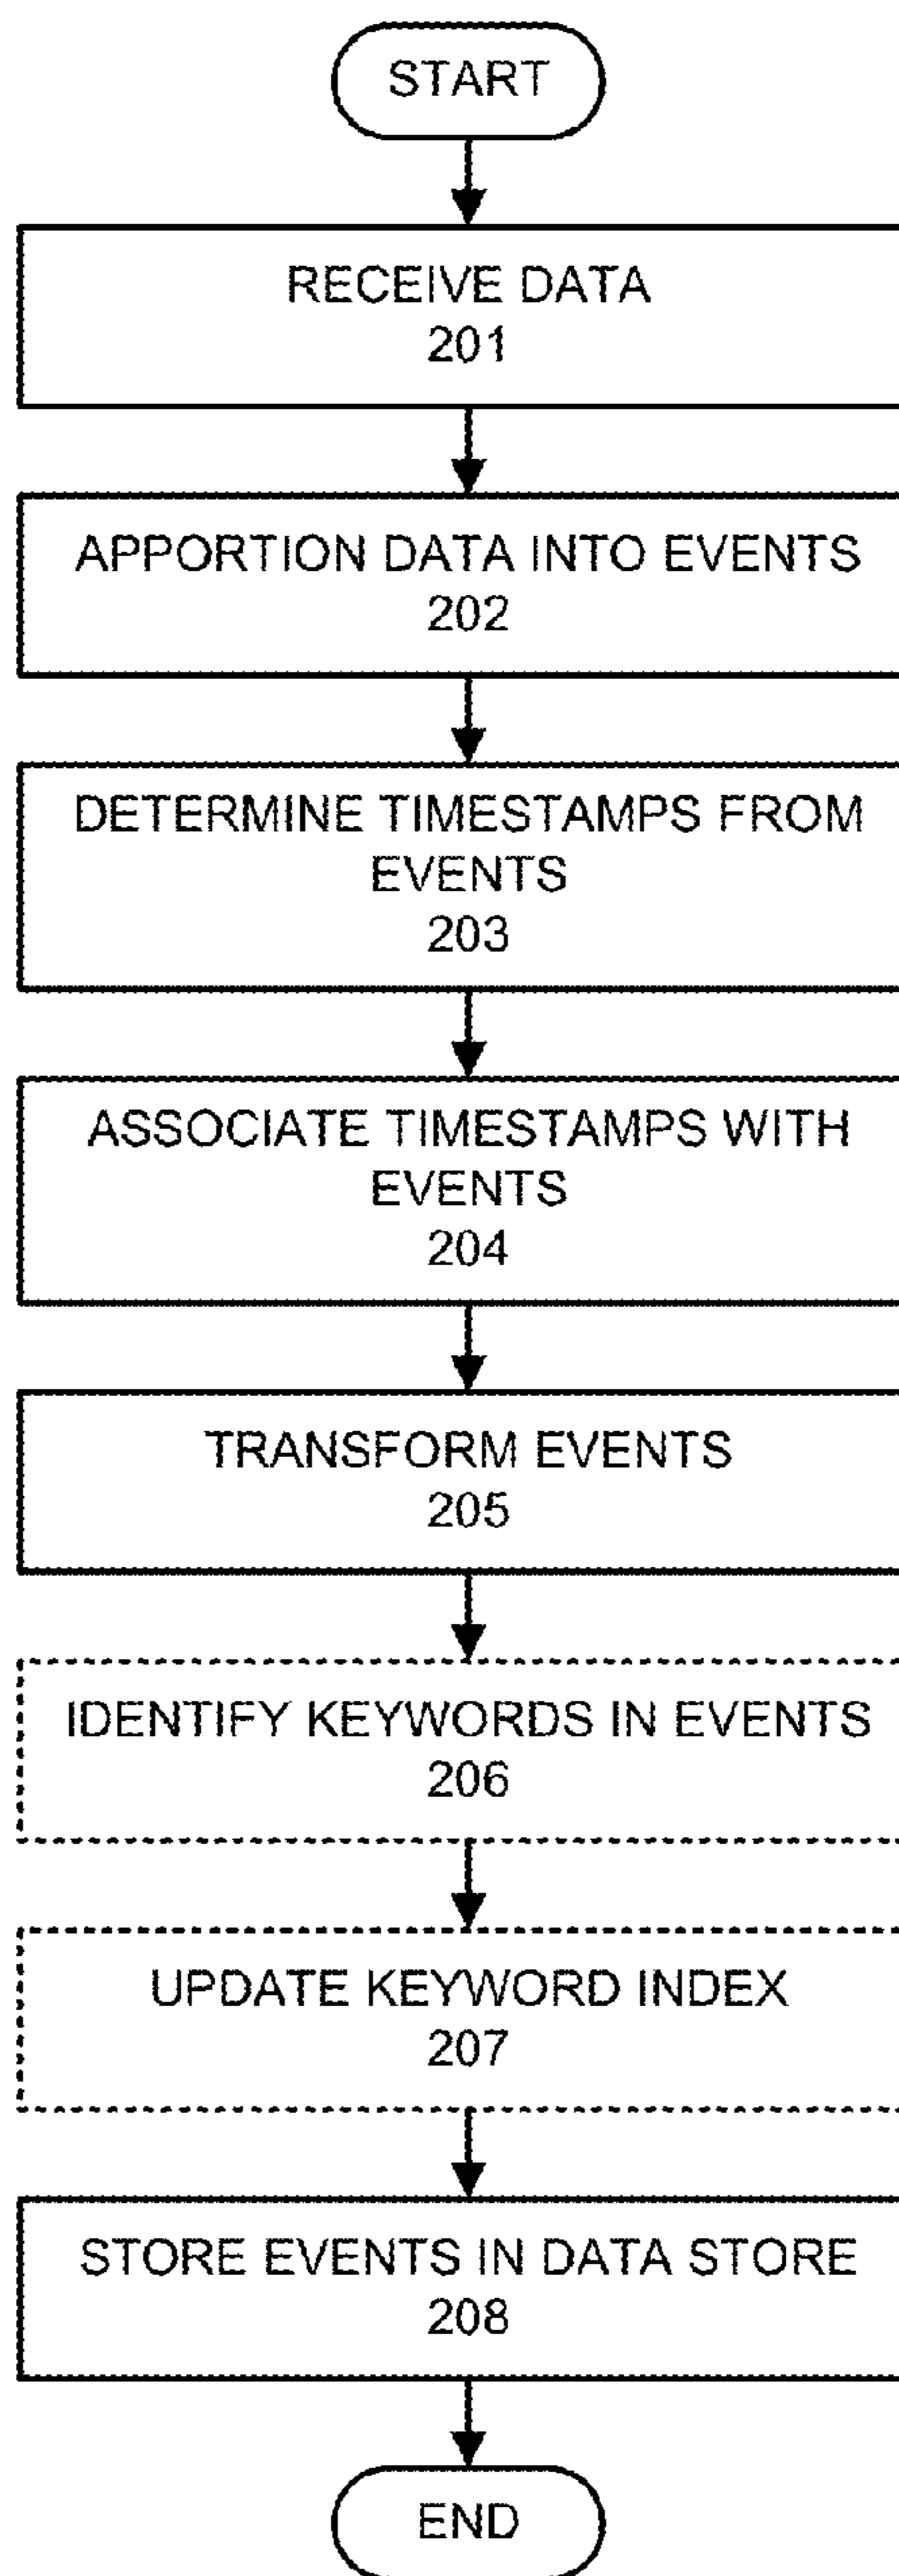 START
RECEIVE DATA
201
APPORTION DATA INTO EVENTS
202
DETERMINE TIMESTAMPS FROM
EVENTS
203
ASSOCIATE TIMESTAMPS WITH
EVENTS
204
TRANSFORM EVENTS
205
IDENTIFY KEYWORDS IN EVENTS
206
UPDATE KEYWORD INDEX
207
STORE EVENTS IN DATA STORE
208
END